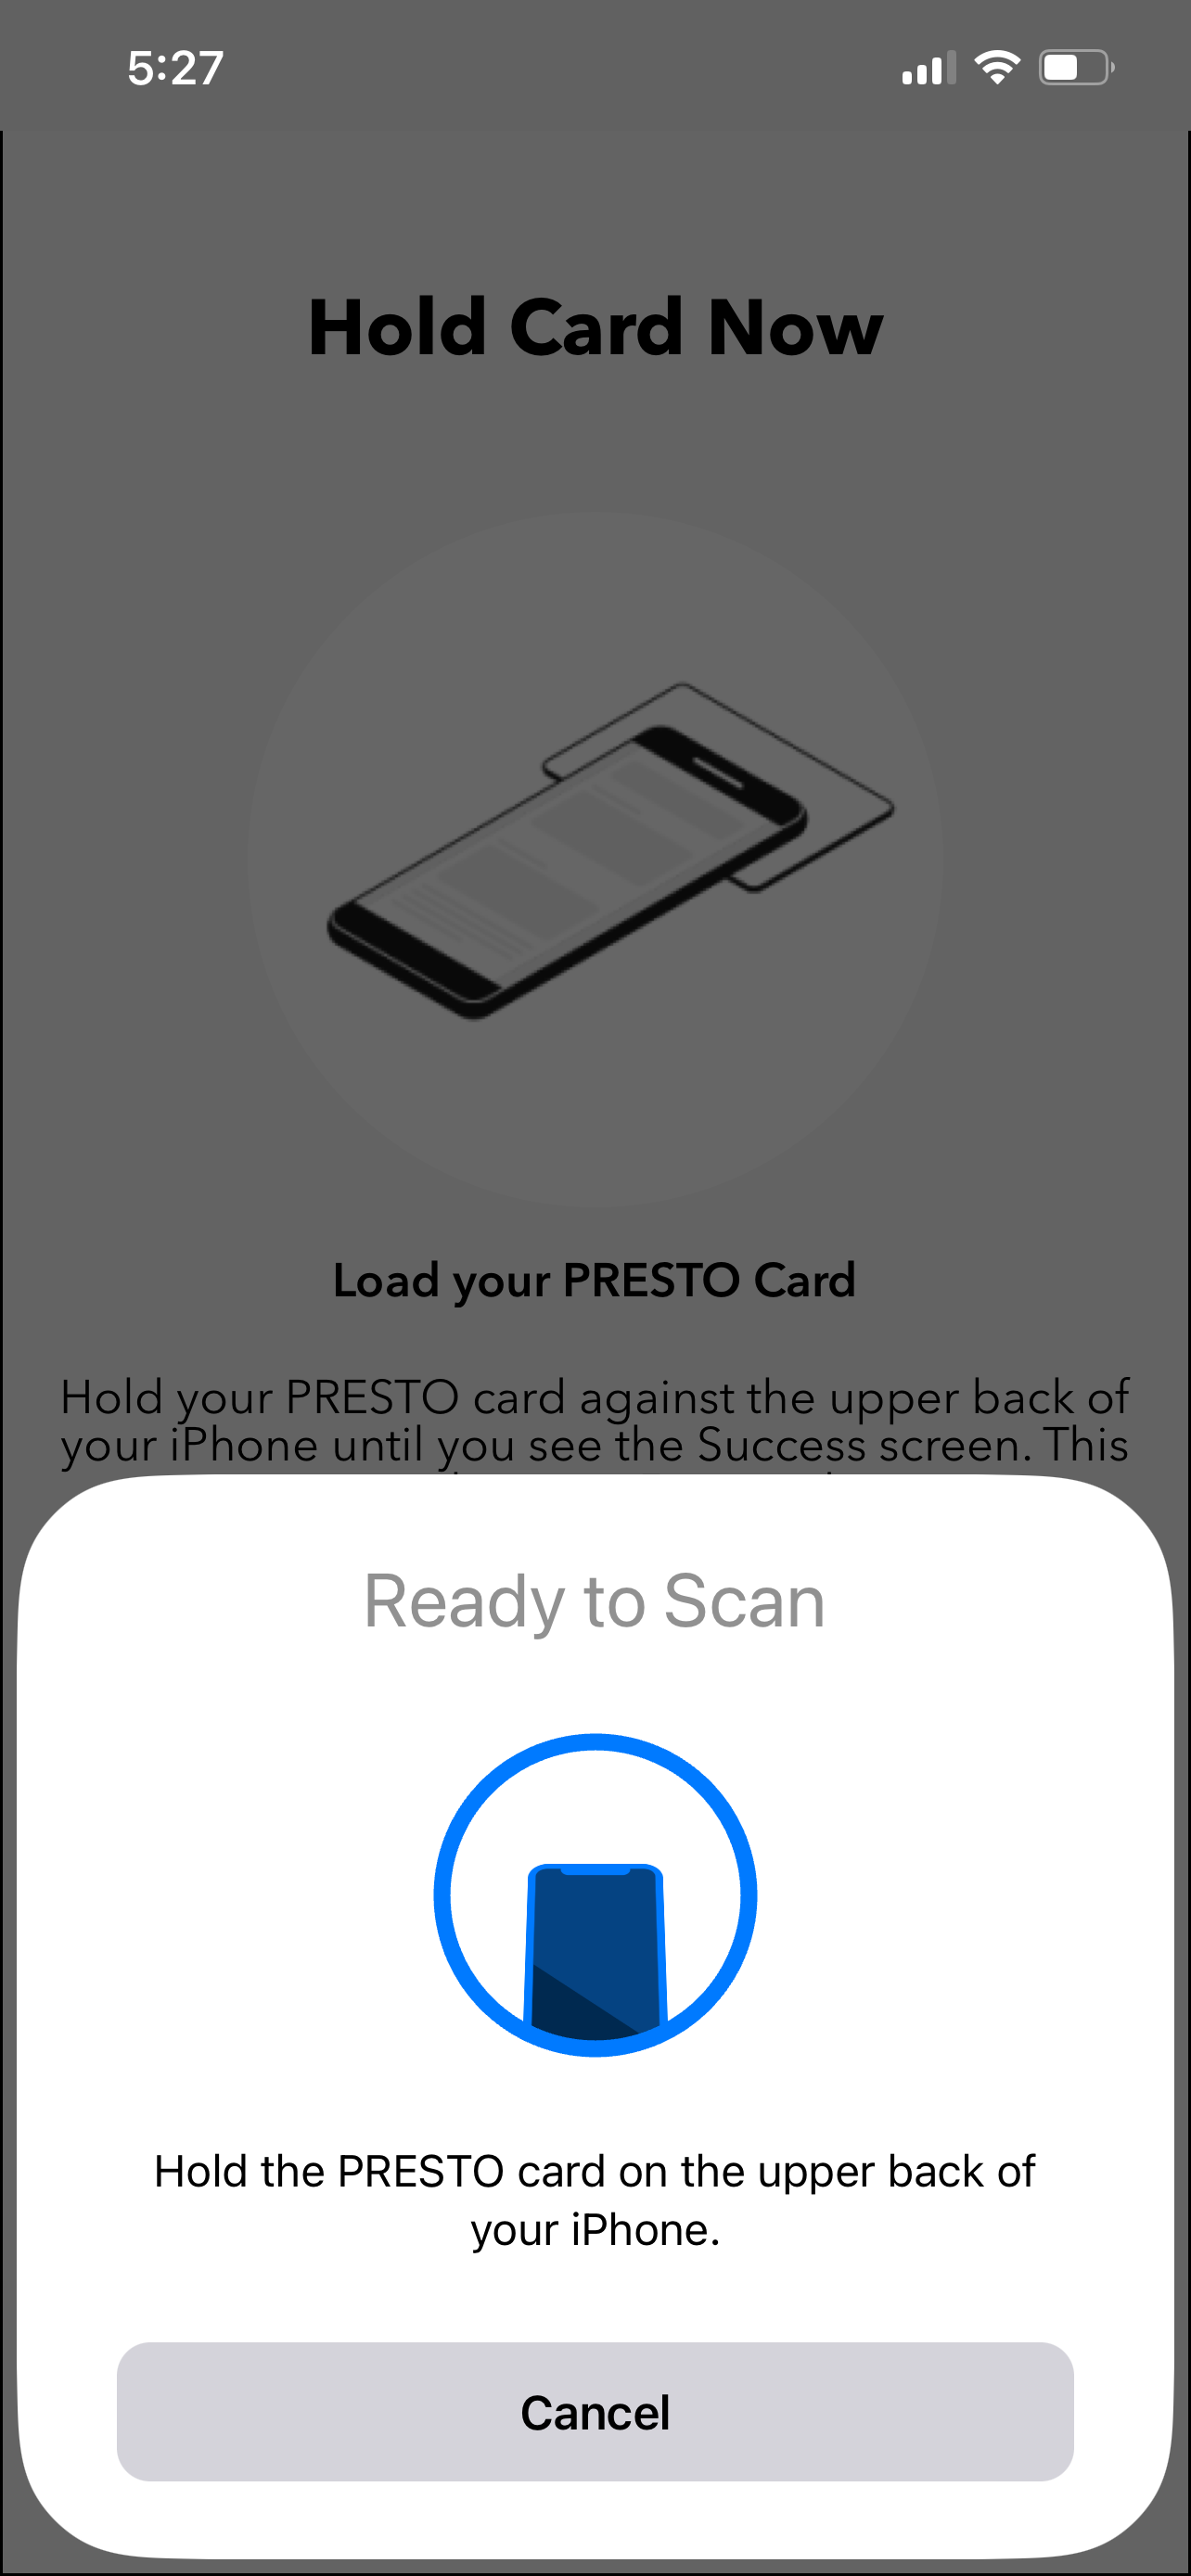 5:27
Hold Card Now
Load your PRESTO Card
Hold your PRESTO card against the upper back of
your iPhone until you see the Success screen. This
Ready to Scan
Hold the PRESTO card on the upper back of
your iPhone.
Cancel